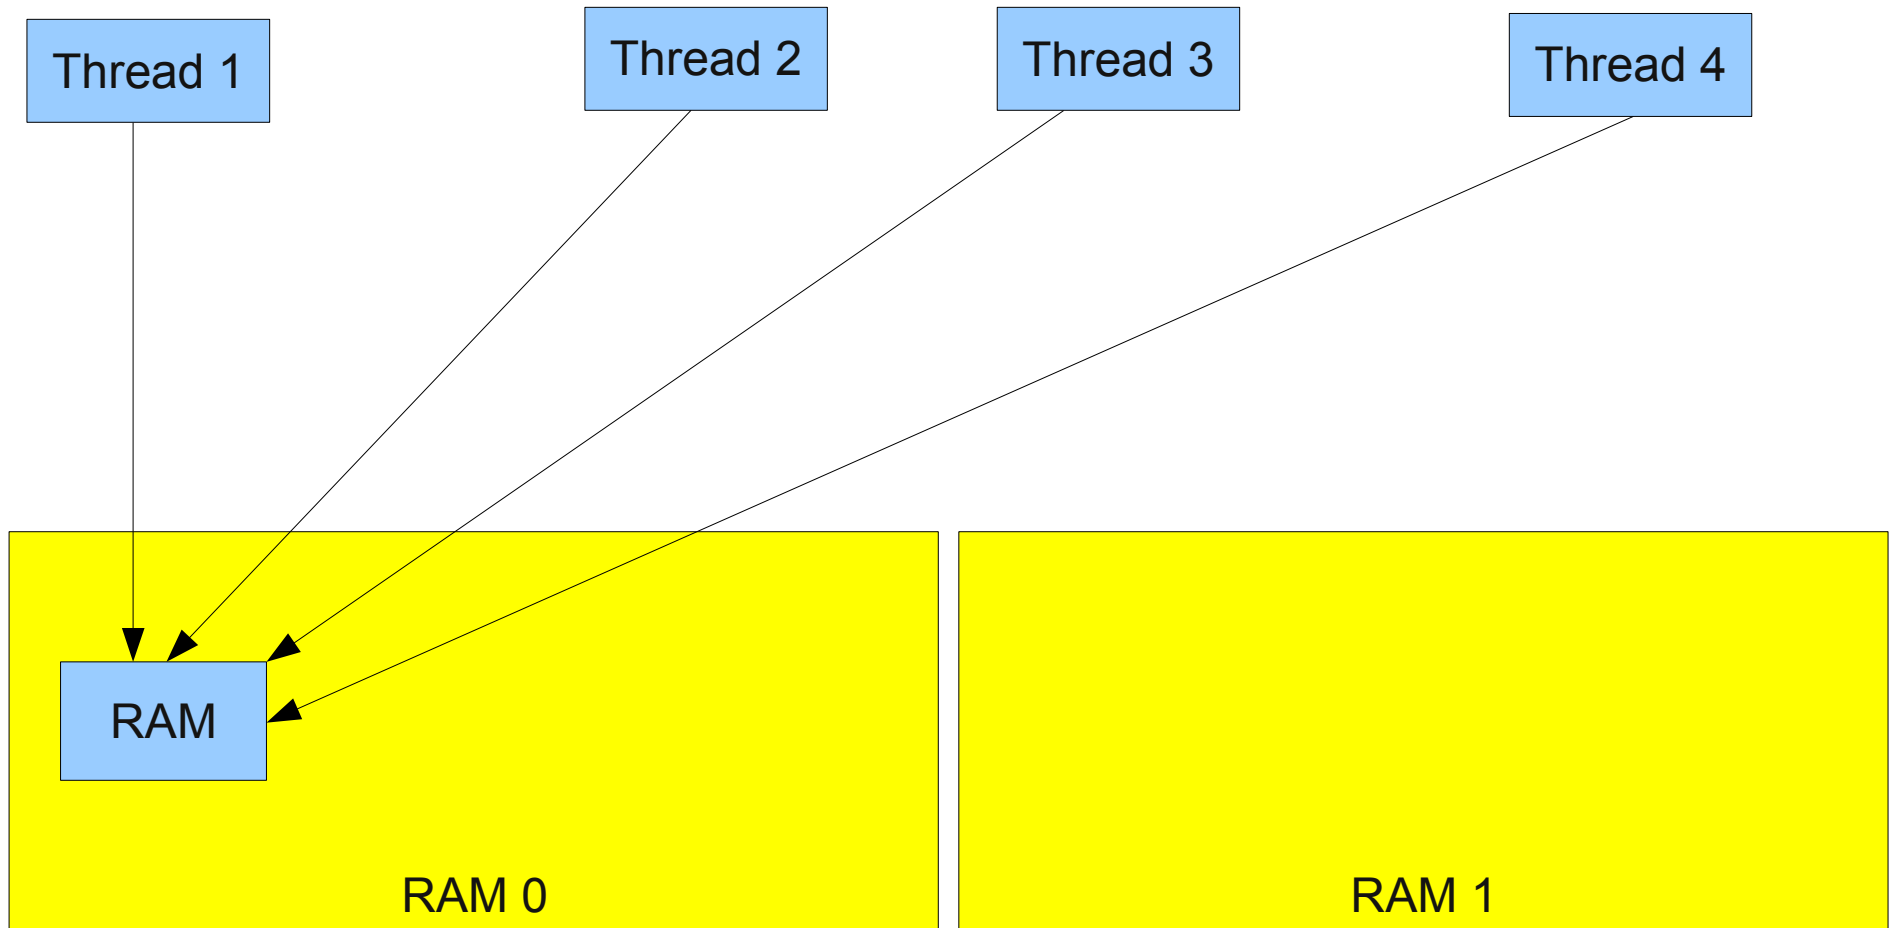 Thread 1
Thread 2
Thread 3
Thread 4
RAM
RAM 0
RAM 1